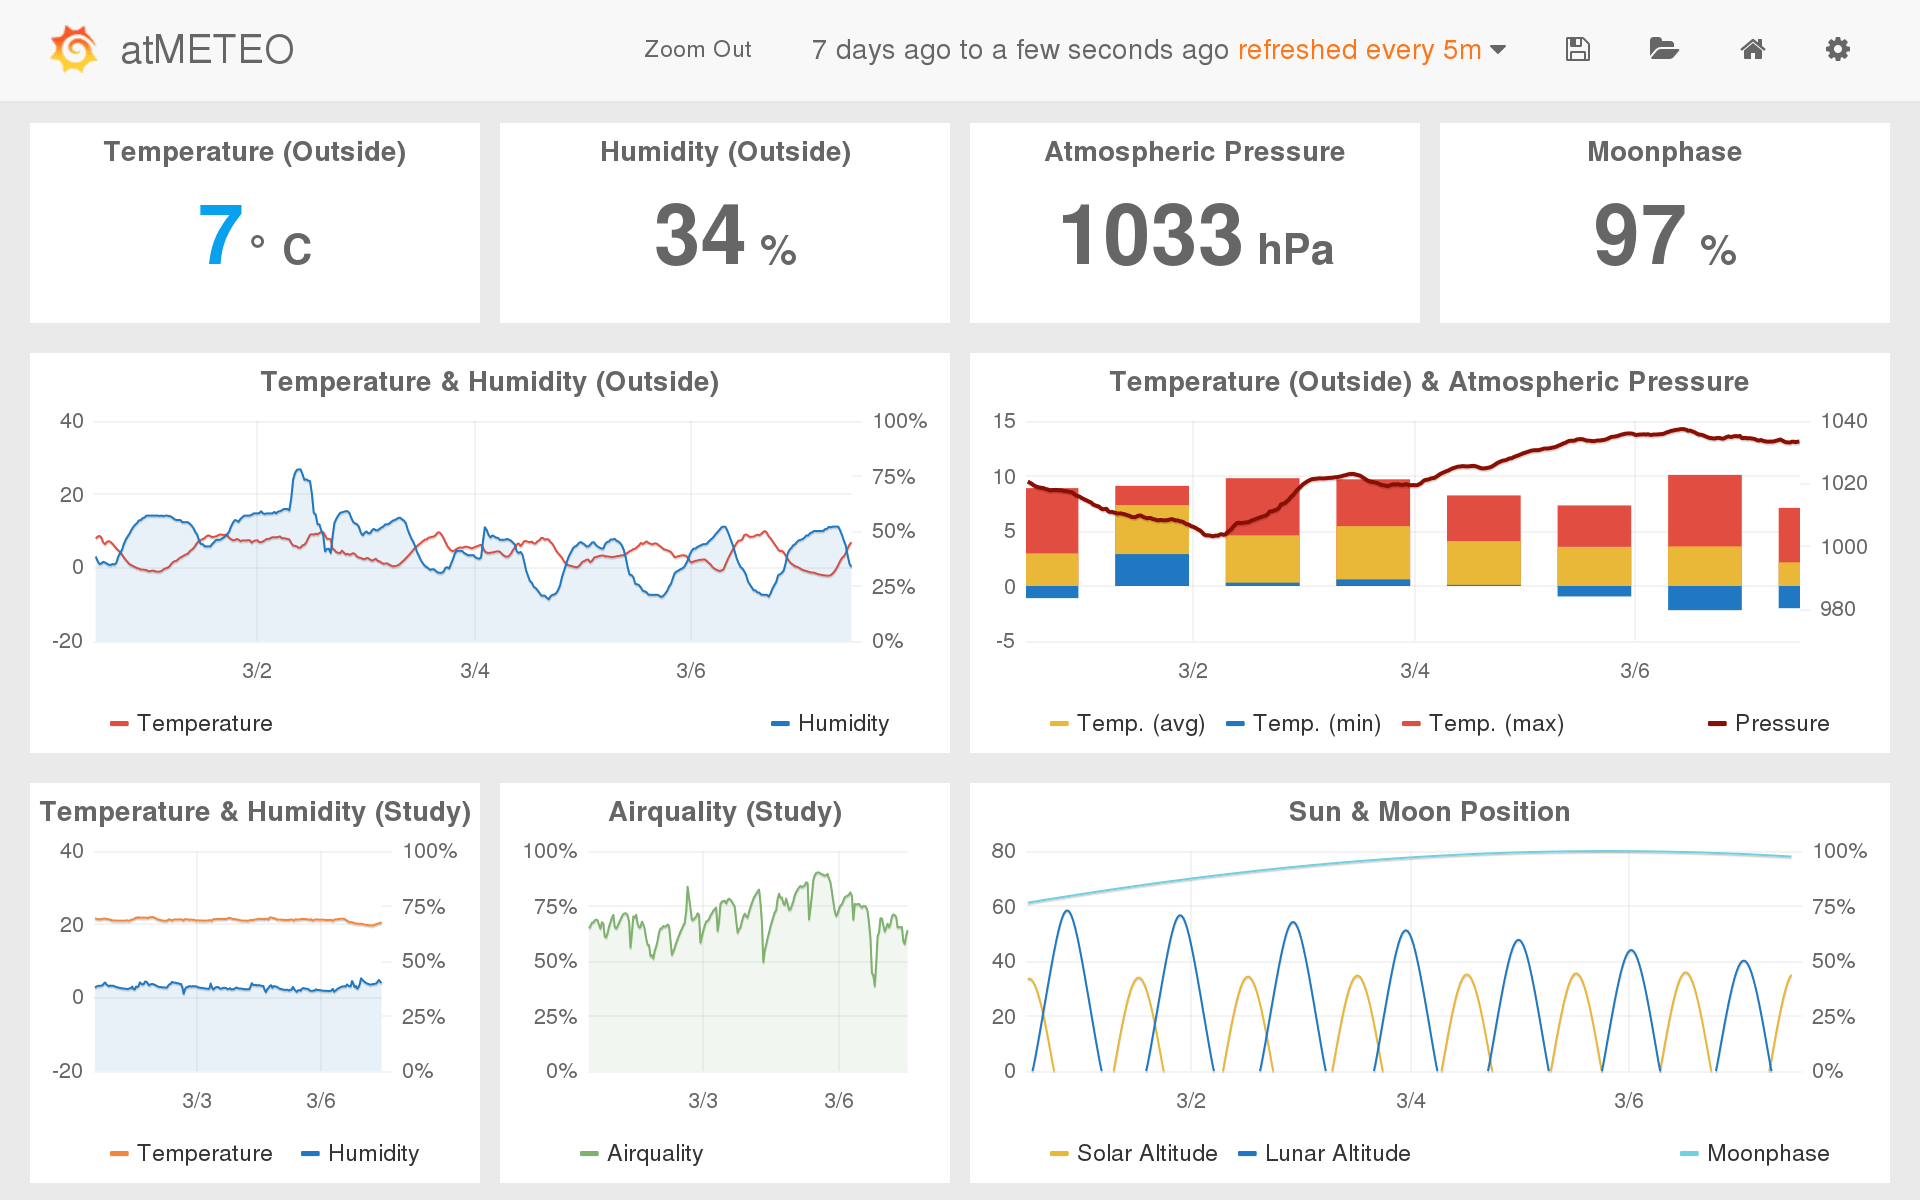 atMETEO
Zoom Out
7 days ago to a few seconds ago refreshed every 5m
Temperature (Outside)
7 ° C
Humidity (Outside)
34 %
Atmospheric Pressure
1033 hPa
Moonphase
97 %
Temperature & Humidity (Outside)
40
20
0
-20
100%
75%
50%
25%
0%
3/2 3/4 3/6
Temperature Humidity
Temperature (Outside) & Atmospheric Pressure
15
10
5
0
-5
1040
1020
1000
980
3/2 3/4 3/6
Temp. (avg) Temp. (min) Temp. (max) Pressure
Temperature & Humidity (Study)
40
20
0
-20
100%
75%
50%
25%
0%
3/3 3/6
Temperature Humidity
Airquality (Study)
100%
75%
50%
25%
0%
3/3 3/6
Airquality
Sun & Moon Position
80
60
40
20
0
100%
75%
50%
25%
0%
3/2 3/4 3/6
Solar Altitude Lunar Altitude Moonphase